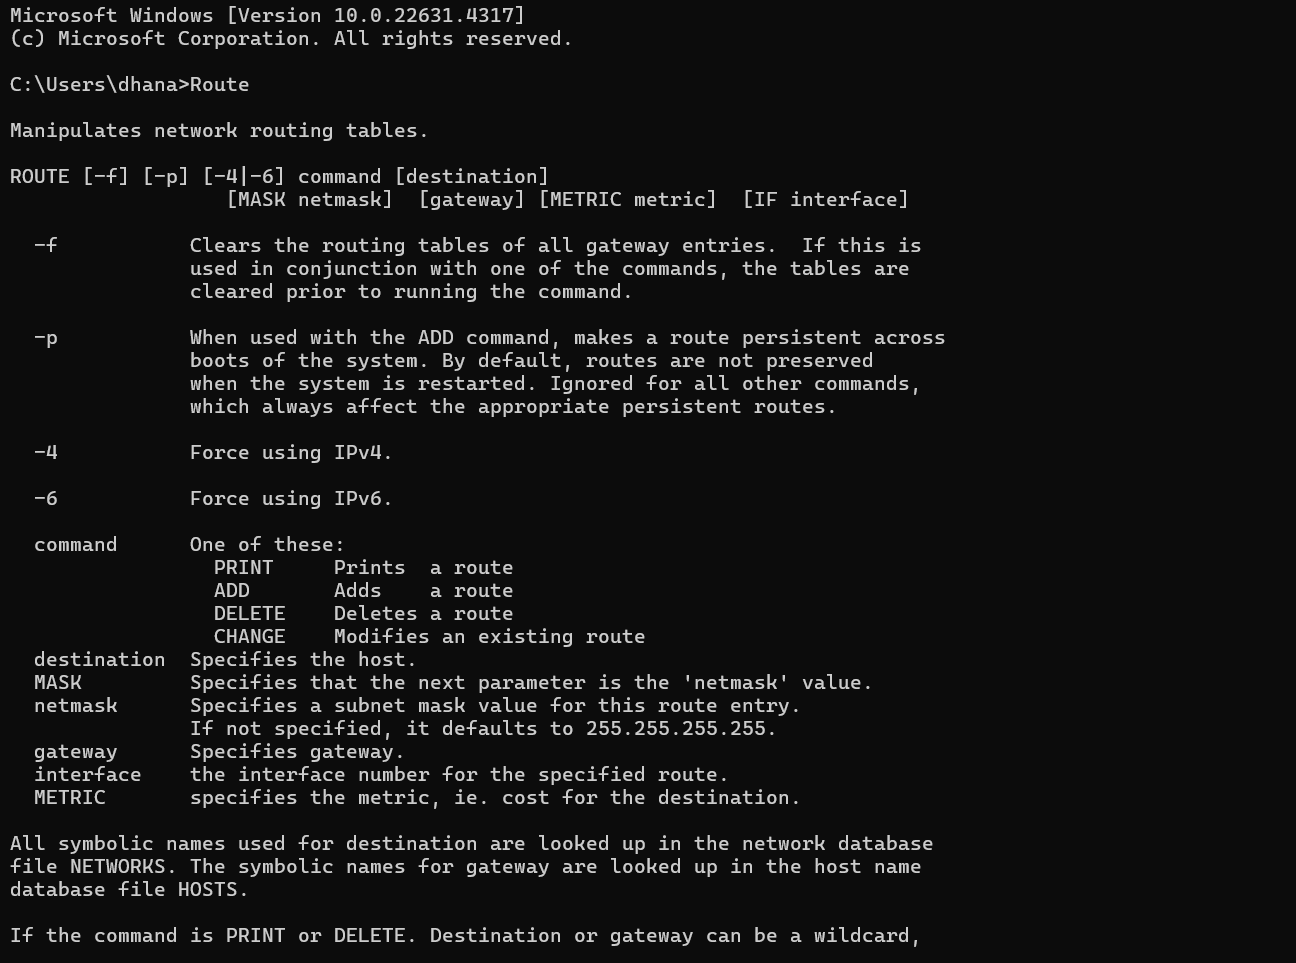 Microsoft Windows [Version 10.0.22631.4317]
(c) Microsoft Corporation. All rights reserved.
C:\Users\dhana>Route
Manipulates network routing tables.
ROUTE [-f] [-p] [-4|-6] command [destination]
                  [MASK netmask]  [gateway] [METRIC metric]  [IF interface]
  -f           Clears the routing tables of all gateway entries.  If this is
               used in conjunction with one of the commands, the tables are
               cleared prior to running the command.
  -p           When used with the ADD command, makes a route persistent across
               boots of the system. By default, routes are not preserved
               when the system is restarted. Ignored for all other commands,
               which always affect the appropriate persistent routes.
  -4           Force using IPv4.
  -6           Force using IPv6.
  command      One of these:
                 PRINT     Prints  a route
                 ADD       Adds    a route
                 DELETE    Deletes a route
                 CHANGE    Modifies an existing route
  destination  Specifies the host.
  MASK         Specifies that the next parameter is the 'netmask' value.
  netmask      Specifies a subnet mask value for this route entry.
               If not specified, it defaults to 255.255.255.255.
  gateway      Specifies gateway.
  interface    the interface number for the specified route.
  METRIC       specifies the metric, ie. cost for the destination.
All symbolic names used for destination are looked up in the network database
file NETWORKS. The symbolic names for gateway are looked up in the host name
database file HOSTS.
If the command is PRINT or DELETE. Destination or gateway can be a wildcard,